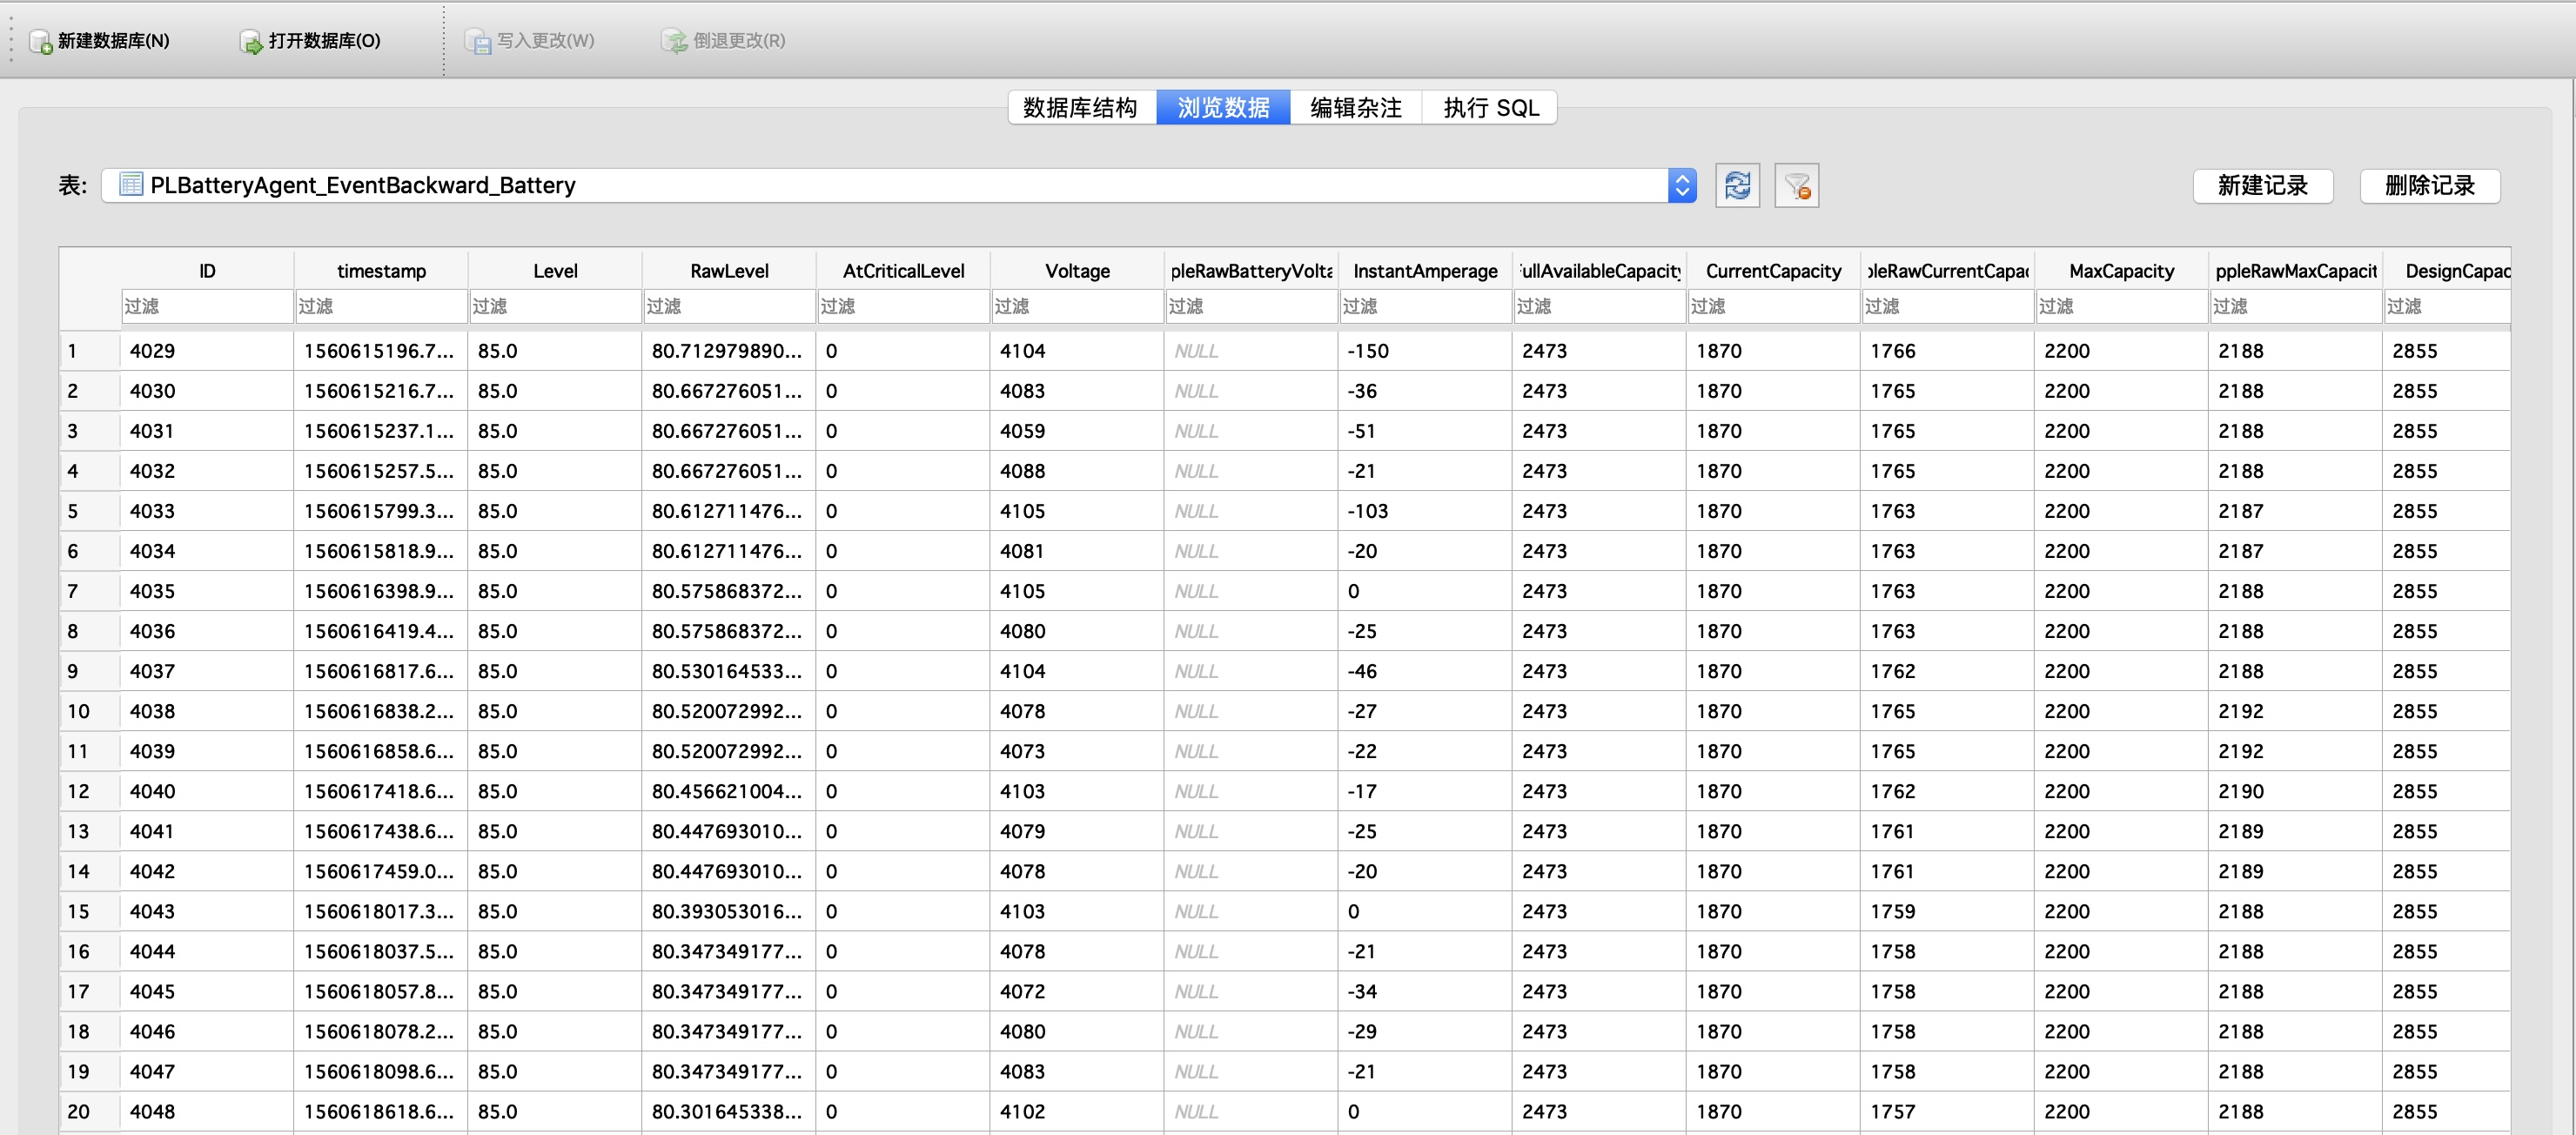 新建数据库(N) 打开数据库(O) 写入更改(W) 倒退更改(R)
数据库结构 浏览数据 编辑杂注 执行 SQL
表: PLBatteryAgent_EventBackward_Battery 新建记录 删除记录
ID timestamp Level RawLevel AtCriticalLevel Voltage pleRawBatteryVolta InstantAmperage ullAvailableCapacity CurrentCapacity leRawCurrentCapac MaxCapacity ppleRawMaxCapacit DesignCapac
过滤 过滤 过滤 过滤 过滤 过滤 过滤 过滤 过滤 过滤 过滤 过滤 过滤 过滤
1 4029 1560615196.7... 85.0 80.712979890... 0 4104 NULL -150 2473 1870 1766 2200 2188 2855
2 4030 1560615216.7... 85.0 80.667276051... 0 4083 NULL -36 2473 1870 1765 2200 2188 2855
3 4031 1560615237.1... 85.0 80.667276051... 0 4059 NULL -51 2473 1870 1765 2200 2188 2855
4 4032 1560615257.5... 85.0 80.667276051... 0 4088 NULL -21 2473 1870 1765 2200 2188 2855
5 4033 1560615799.3... 85.0 80.612711476... 0 4105 NULL -103 2473 1870 1763 2200 2187 2855
6 4034 1560615818.9... 85.0 80.612711476... 0 4081 NULL -20 2473 1870 1763 2200 2187 2855
7 4035 1560616398.9... 85.0 80.575868372... 0 4105 NULL 0 2473 1870 1763 2200 2188 2855
8 4036 1560616419.4... 85.0 80.575868372... 0 4080 NULL -25 2473 1870 1763 2200 2188 2855
9 4037 1560616817.6... 85.0 80.530164533... 0 4104 NULL -46 2473 1870 1762 2200 2188 2855
10 4038 1560616838.2... 85.0 80.520072992... 0 4078 NULL -27 2473 1870 1765 2200 2192 2855
11 4039 1560616858.6... 85.0 80.520072992... 0 4073 NULL -22 2473 1870 1765 2200 2192 2855
12 4040 1560617418.6... 85.0 80.456621004... 0 4103 NULL -17 2473 1870 1762 2200 2190 2855
13 4041 1560617438.6... 85.0 80.447693010... 0 4079 NULL -25 2473 1870 1761 2200 2189 2855
14 4042 1560617459.0... 85.0 80.447693010... 0 4078 NULL -20 2473 1870 1761 2200 2189 2855
15 4043 1560618017.3... 85.0 80.393053016... 0 4103 NULL 0 2473 1870 1759 2200 2188 2855
16 4044 1560618037.5... 85.0 80.347349177... 0 4078 NULL -21 2473 1870 1758 2200 2188 2855
17 4045 1560618057.8... 85.0 80.347349177... 0 4072 NULL -34 2473 1870 1758 2200 2188 2855
18 4046 1560618078.2... 85.0 80.347349177... 0 4080 NULL -29 2473 1870 1758 2200 2188 2855
19 4047 1560618098.6... 85.0 80.347349177... 0 4083 NULL -21 2473 1870 1758 2200 2188 2855
20 4048 1560618618.6... 85.0 80.301645338... 0 4102 NULL 0 2473 1870 1757 2200 2188 2855